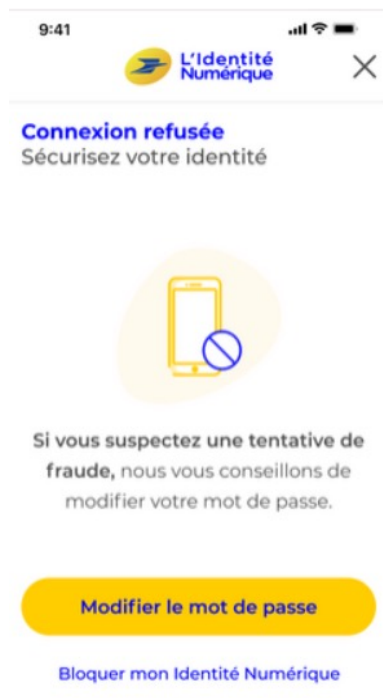 9:41
L'Identité
Numérique
Connexion refusée
Sécurisez votre identité
Si vous suspectez une tentative de
fraude, nous vous conseillons de
modifier votre mot de passe.
Modifier le mot de passe
Bloquer mon Identité Numérique